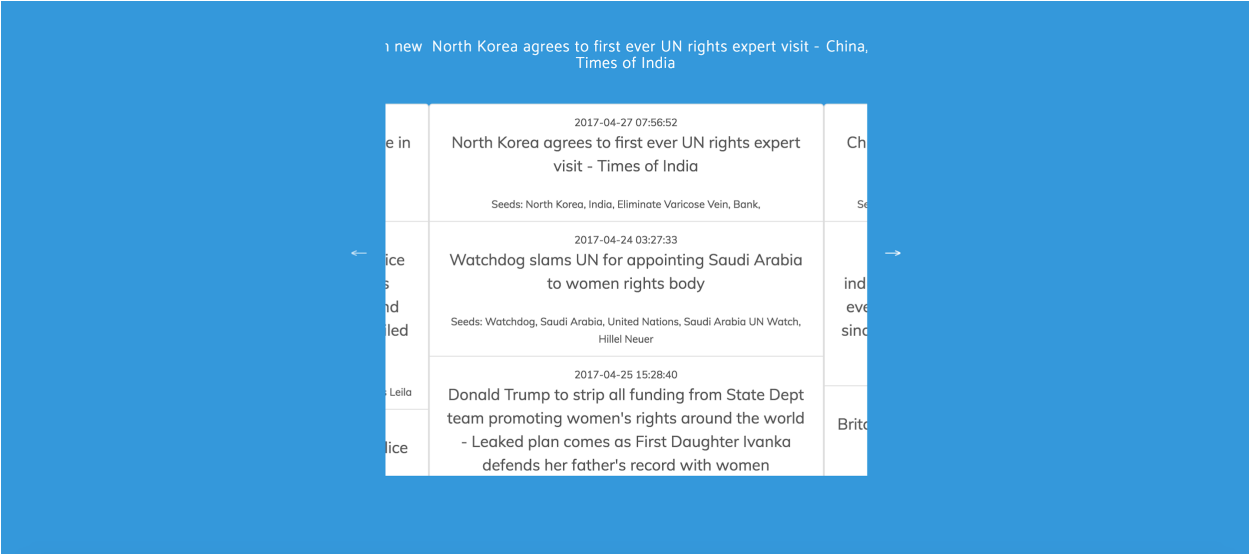 new North Korea agrees to first ever UN rights expert visit - China,
Times of India
2017-04-27 07:56:52
North Korea agrees to first ever UN rights expert
visit - Times of India
Seeds: North Korea, India, Eliminate Varicose Vein, Bank,
2017-04-24 03:27:33
Watchdog slams UN for appointing Saudi Arabia
to women rights body
Seeds: Watchdog, Saudi Arabia, United Nations, Saudi Arabia UN Watch,
Hillel Neuer
2017-04-25 15:28:40
Donald Trump to strip all funding from State Dept
team promoting women's rights around the world
- Leaked plan comes as First Daughter Ivanka
defends her father's record with women
e in
ice
s
nd
iled
Leila
lice
Ch
Se
ind
eve
sinc
Brita